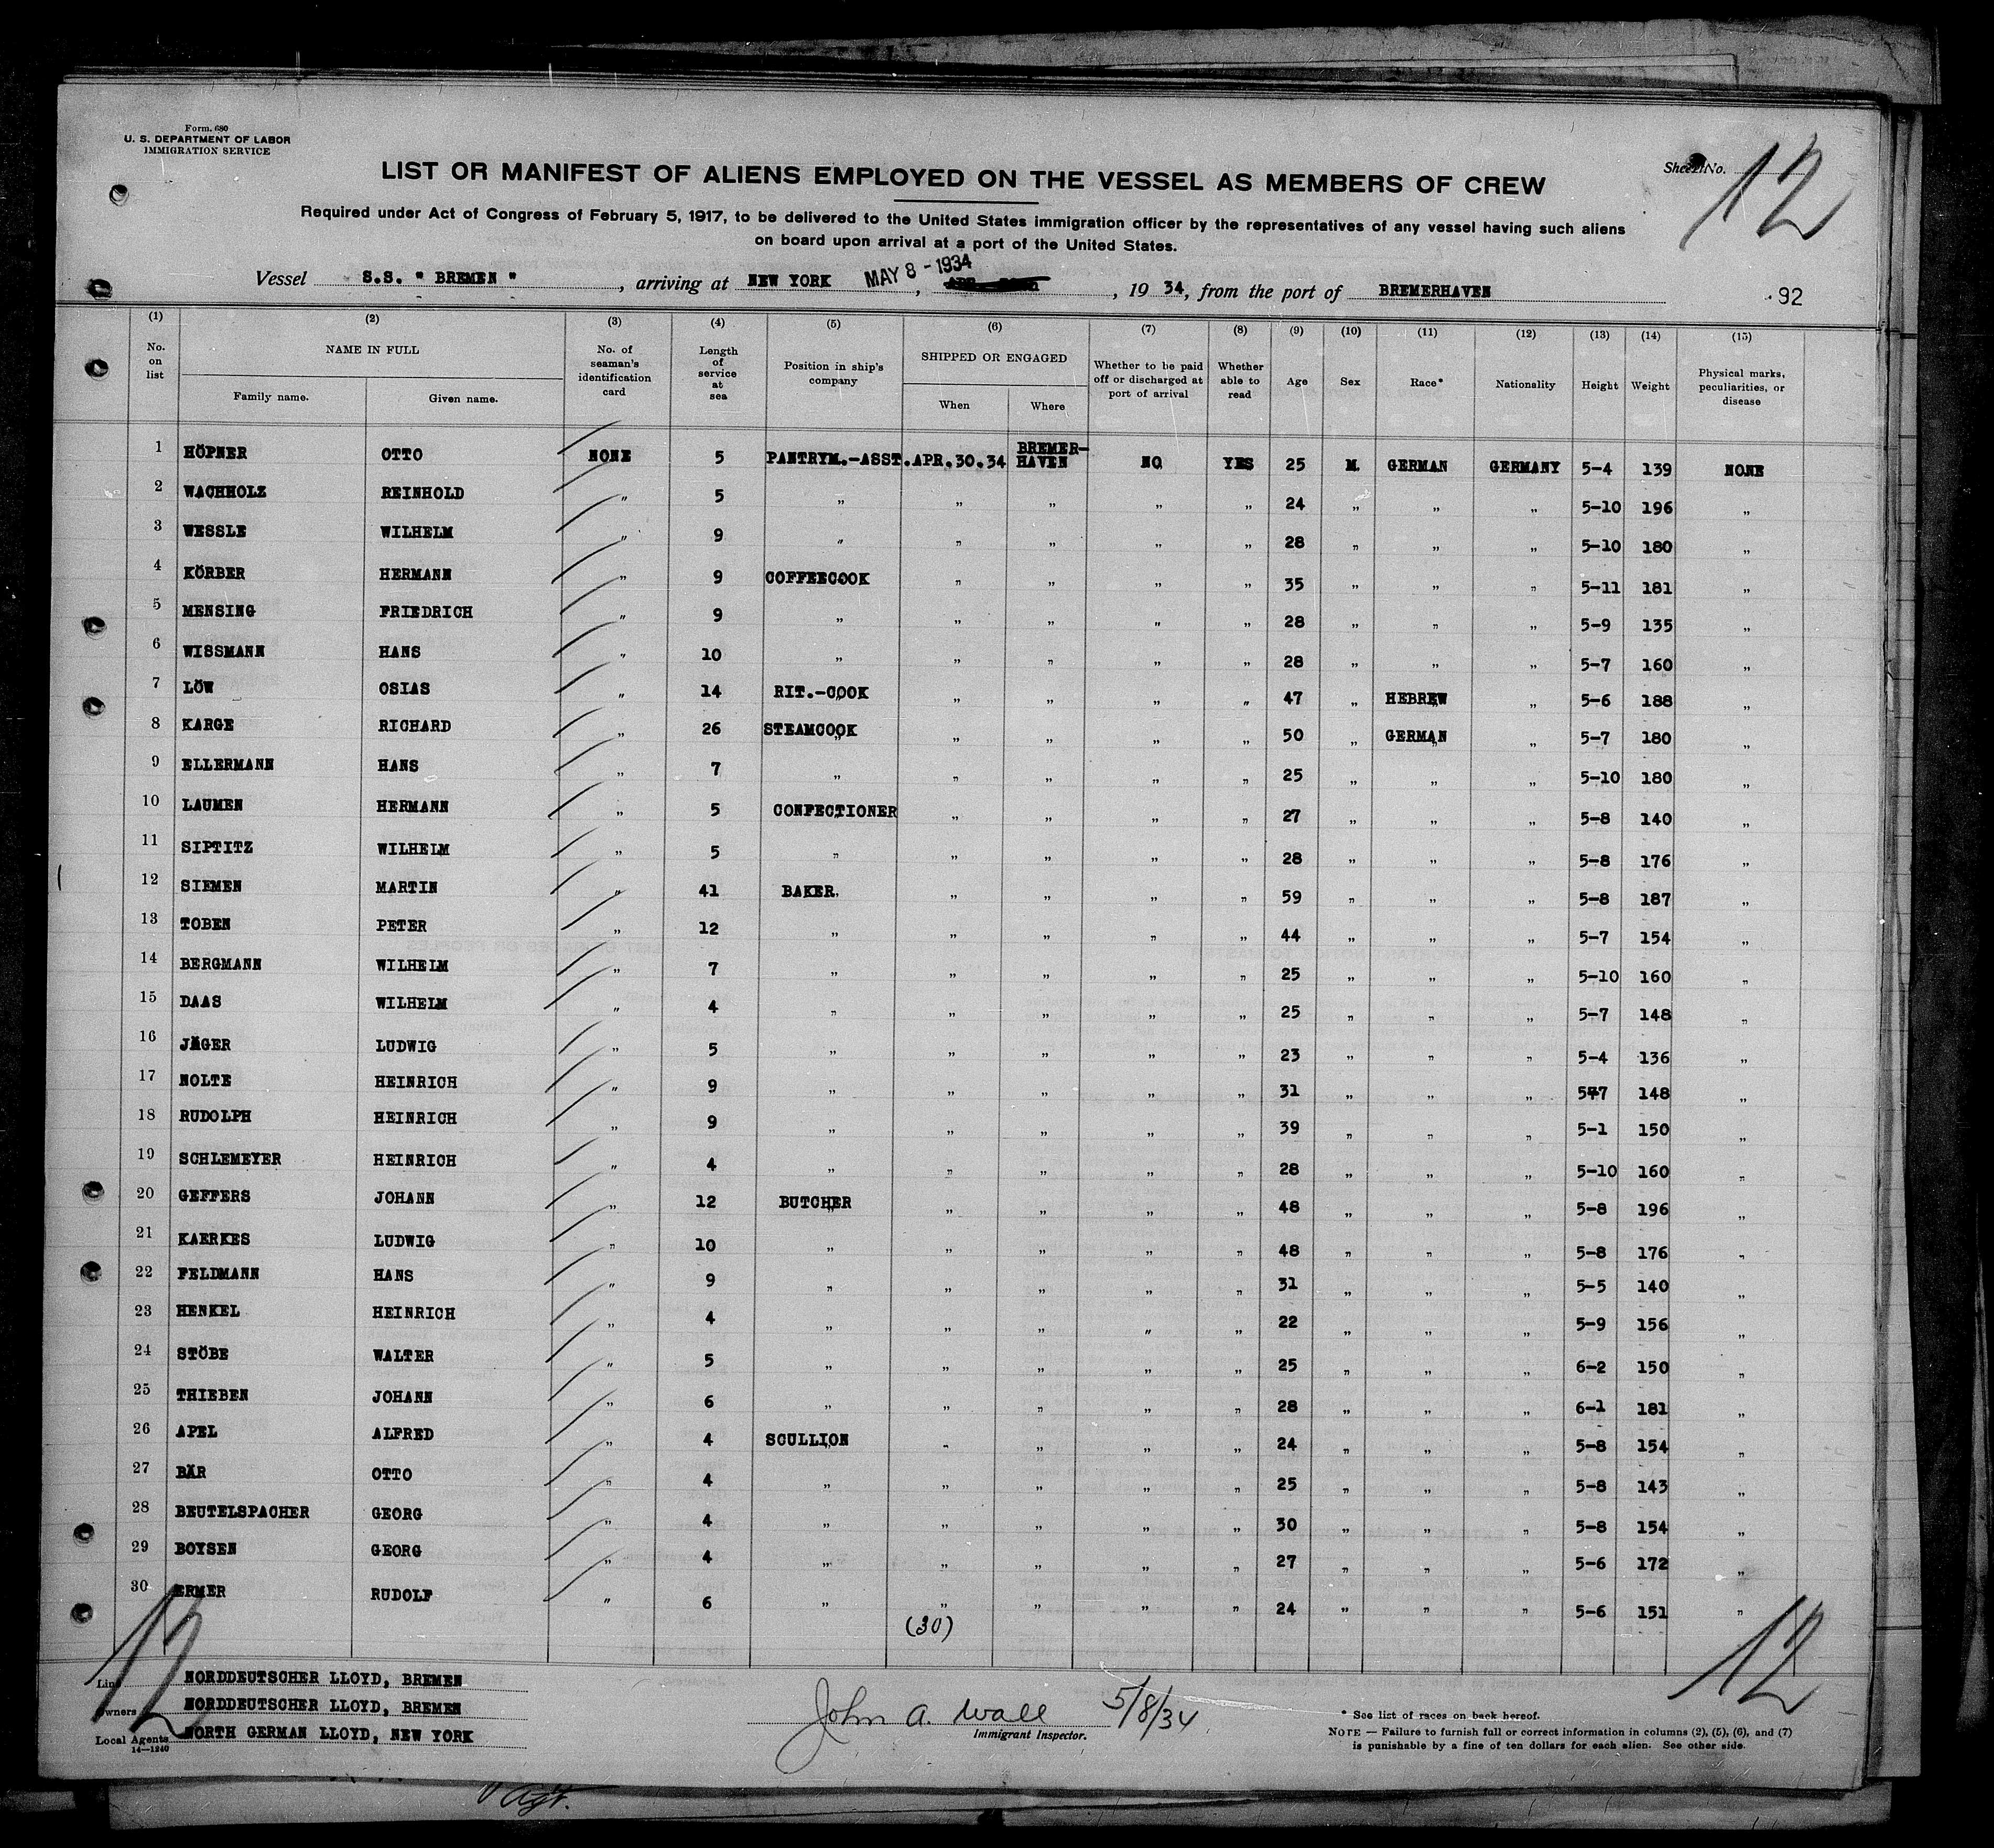 Form. 680
U. S. DEPARTMENT OF LABOR
IMMIGRATION SERVICE
Sheet No. 12
LIST OR MANIFEST OF ALIENS EMPLOYED ON THE VESSEL AS MEMBERS OF CREW
Required under Act of Congress of February 5, 1917, to be delivered to the United States immigration officer by the representatives of any vessel having such aliens
on board upon arrival at a port of the United States.
Vessel S.S. " BREMEN ", arriving at NEW YORK MAY 8 - 1934, 1934, from the port of BREMERHAVEN 92
(1) (2) (3) (4) (5) (6) (7) (8) (9) (10) (11) (12) (13) (14) (15)
No. on list NAME IN FULL Family name. Given name. No. of seaman's identification card Length of service at sea Position in ship's company SHIPPED OR ENGAGED When Where Whether to be paid off or discharged at port of arrival Whether able to read Age Sex Race* Nationality Height Weight Physical marks, peculiarities, or disease
1 HÖPNER OTTO NONE 5 PANTRYM.-ASST. APR.30.34 BREMER-HAVEN NO YES 25 M. GERMAN GERMANY 5-4 139 NONE
2 WACHHOLZ REINHOLD " 5 " " " " " 24 " " " 5-10 196 "
3 WESSLE WILHELM " 9 " " " " " 28 " " " 5-10 180 "
4 KÖRBER HERMANN " 9 COFFEECOOK " " " " 35 " " " 5-11 181 "
5 MENSING FRIEDRICH " 9 " " " " " 28 " " " 5-9 135 "
6 WISSMANN HANS " 10 " " " " " 28 " " " 5-7 160 "
7 LÖW OSIAS " 14 RIT.-COOK " " " " 47 " HEBREW " 5-6 188 "
8 KARGE RICHARD " 26 STEAMCOOK " " " " 50 " GERMAN " 5-7 180 "
9 ELLERMANN HANS " 7 " " " " " 25 " " " 5-10 180 "
10 LAUMEN HERMANN " 5 CONFECTIONER " " " " 27 " " " 5-8 140 "
11 SIPTITZ WILHELM " 5 " " " " " 28 " " " 5-8 176 "
12 SIEMEN MARTIN " 41 BAKER " " " " 59 " " " 5-8 187 "
13 TOBEN PETER " 12 " " " " " 44 " " " 5-7 154 "
14 BERGMANN WILHELM " 7 " " " " " 25 " " " 5-10 160 "
15 DAAS WILHELM " 4 " " " " " 25 " " " 5-7 148 "
16 JÄGER LUDWIG " 5 " " " " " 23 " " " 5-4 136 "
17 NOLTE HEINRICH " 9 " " " " " 31 " " " 5-7 148 "
18 RUDOLPH HEINRICH " 9 " " " " " 39 " " " 5-1 150 "
19 SCHLEMEYER HEINRICH " 4 " " " " " 28 " " " 5-10 160 "
20 GEFFERS JOHANN " 12 BUTCHER " " " " 48 " " " 5-8 196 "
21 KAERKES LUDWIG " 10 " " " " " 48 " " " 5-8 176 "
22 FELDMANN HANS " 9 " " " " " 31 " " " 5-5 140 "
23 HENKEL HEINRICH " 4 " " " " " 22 " " " 5-9 156 "
24 STÖBE WALTER " 5 " " " " " 25 " " " 6-2 150 "
25 THIEBEN JOHANN " 6 " " " " " 28 " " " 6-1 181 "
26 APEL ALFRED " 4 SCULLION " " " " 24 " " " 5-8 154 "
27 BÄR OTTO " 4 " " " " " 25 " " " 5-8 143 "
28 BEUTELSPACHER GEORG " 4 " " " " " 30 " " " 5-8 154 "
29 BOYSEN GEORG " 4 " " " " " 27 " " " 5-6 172 "
30 ERMER RUDOLF " 6 " " " " " 24 " " " 5-6 151 "
(30)
12 12
Line NORDDEUTSCHER LLOYD, BREMEN
Owners NORDDEUTSCHER LLOYD, BREMEN
Local Agents NORTH GERMAN LLOYD, NEW YORK
14-1240
John A. Wall 5/8/34
Immigrant Inspector.
* See list of races on back hereof.
NOTE — Failure to furnish full or correct information in columns (2), (5), (6), and (7)
is punishable by a fine of ten dollars for each alien. See other side.
Agt.